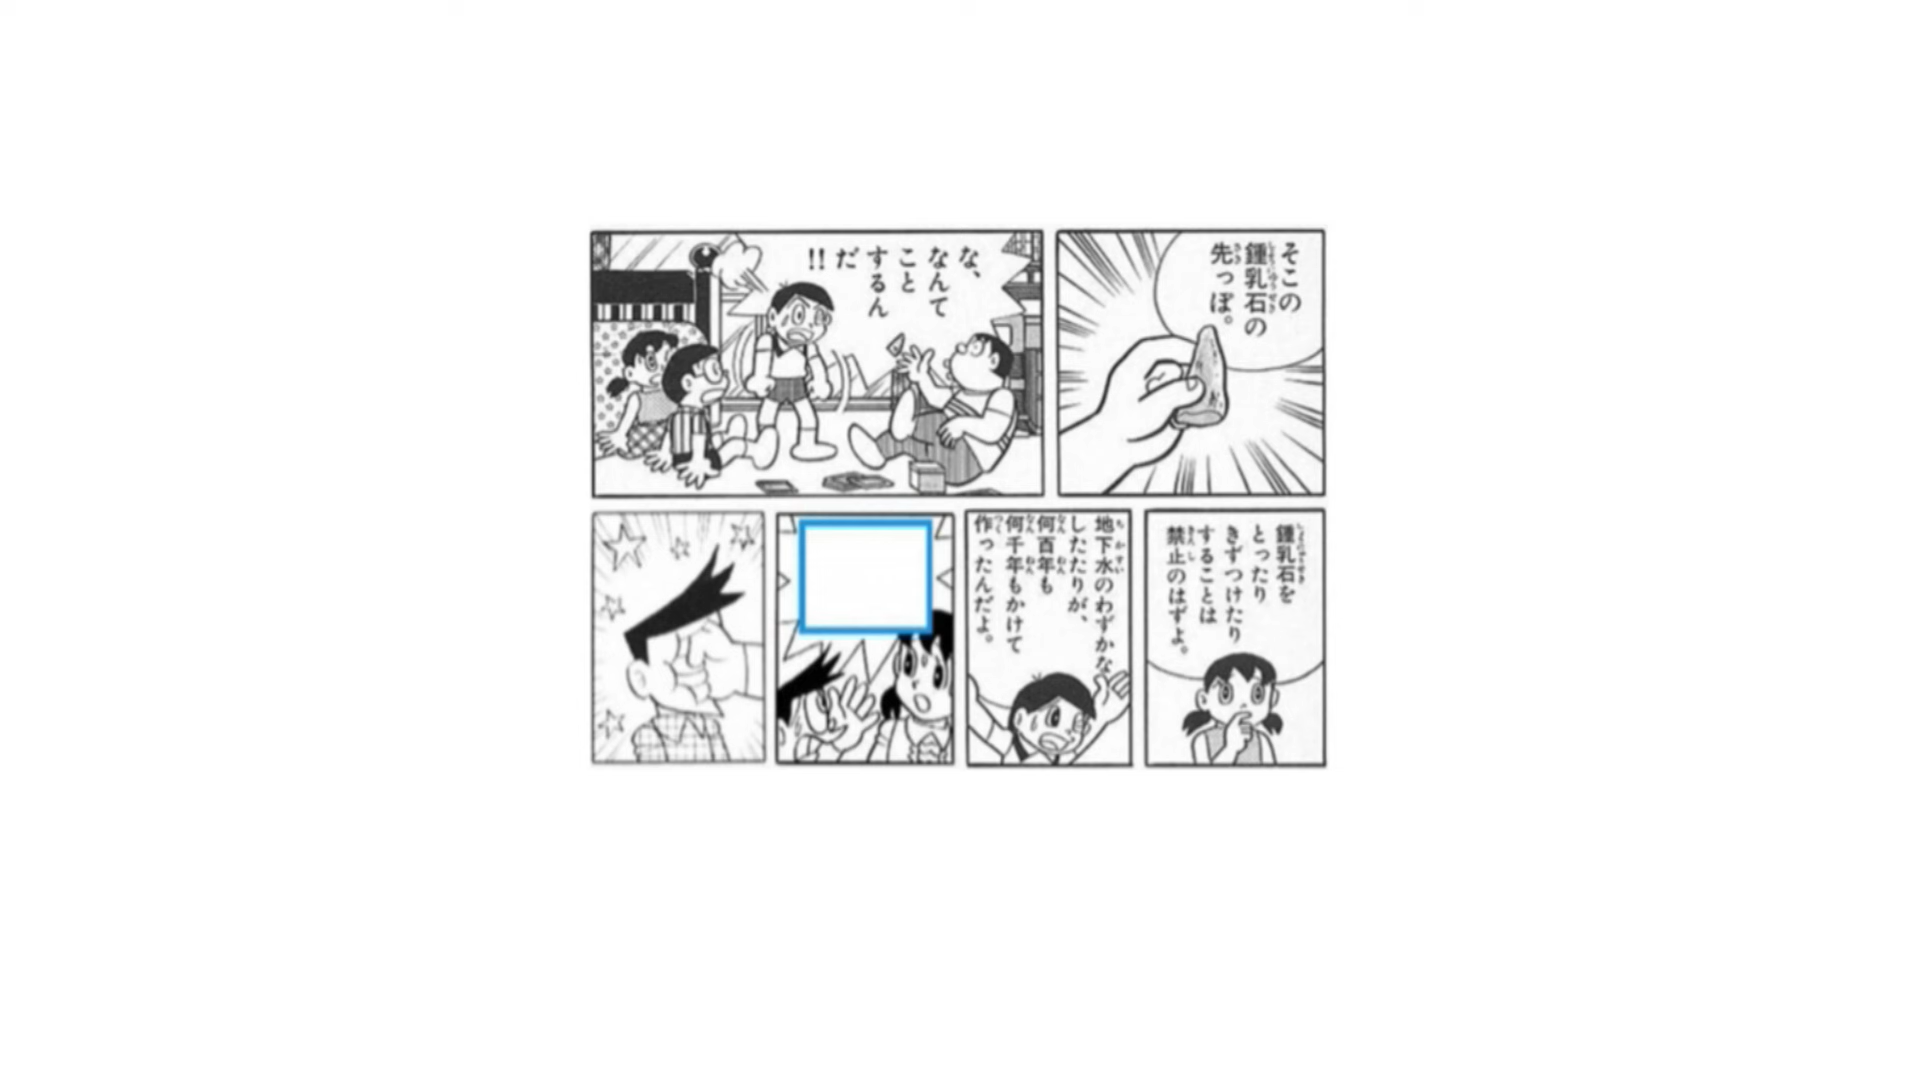 そこの
鍾乳石の
先っぽ。
な、
なんて
こと
するん
だ
!!
鍾乳石を
とったり
きずつけたり
することは
禁止のはずよ。
地下水のわずかな
したたりが、
何百年も
何千年もかけて
作ったんだよ。